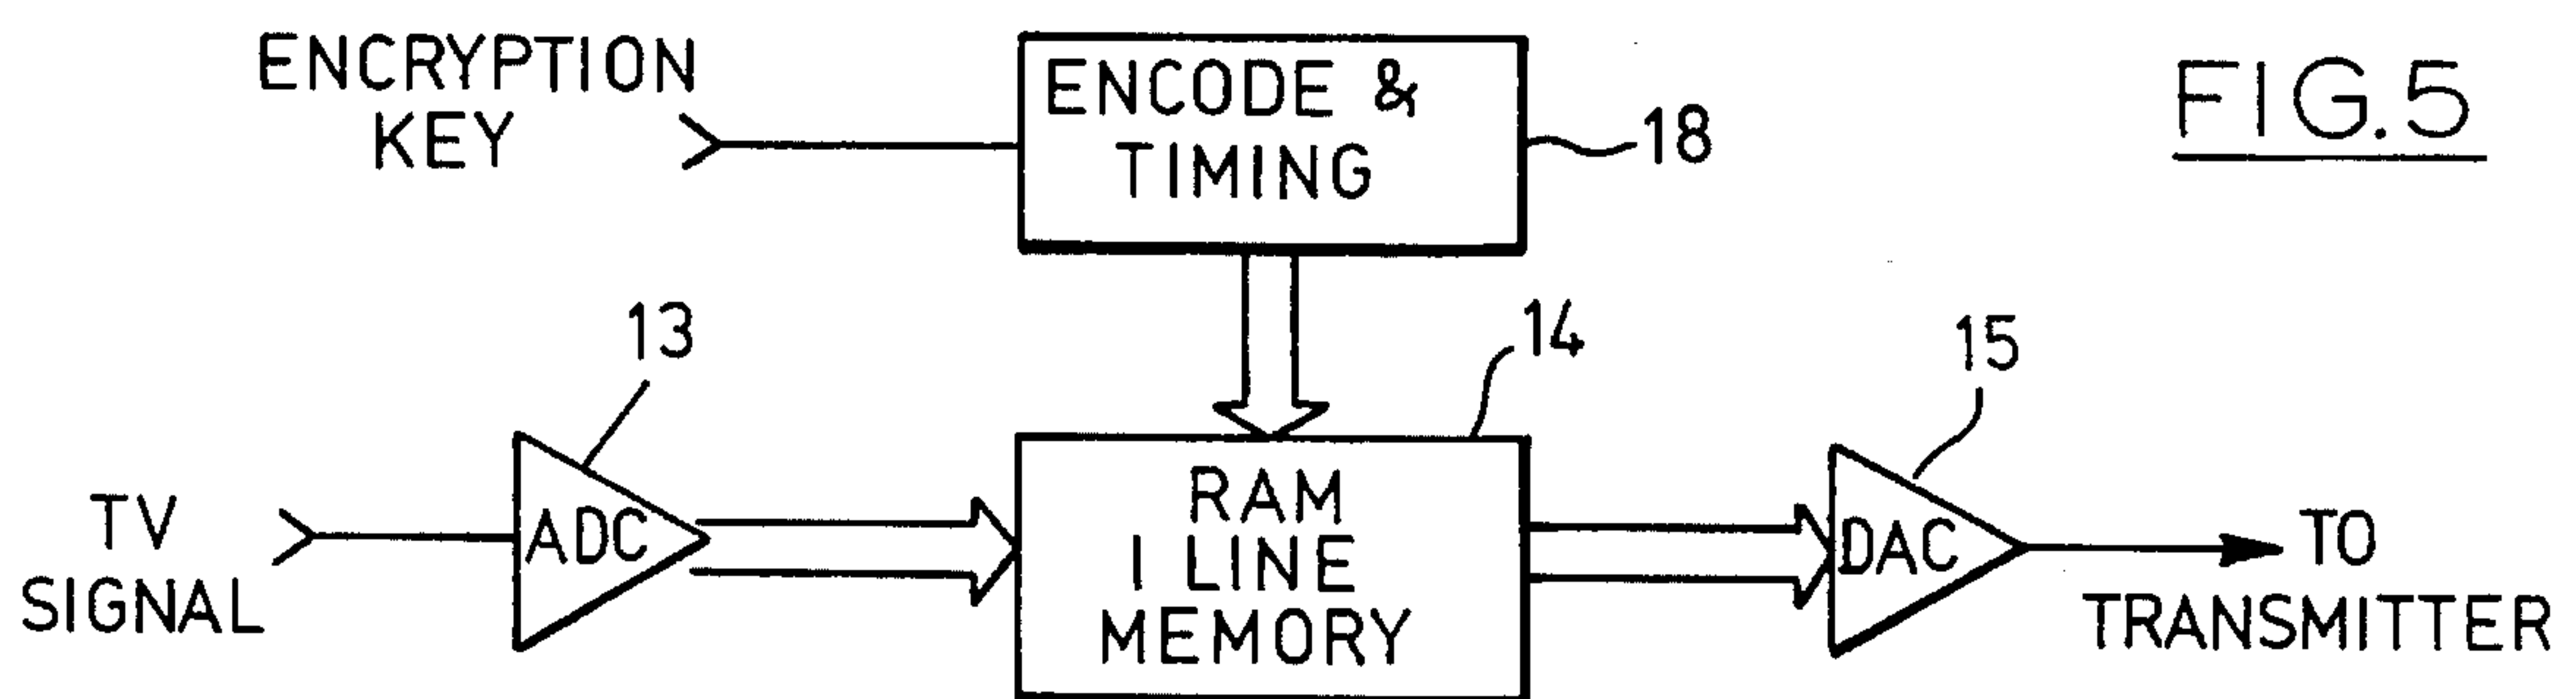 ENCRYPTION
KEY
ENCODE &
TIMING
18
FIG.5
13
14
15
TV
SIGNAL
ADC
RAM
1 LINE
MEMORY
DAC
TO
TRANSMITTER